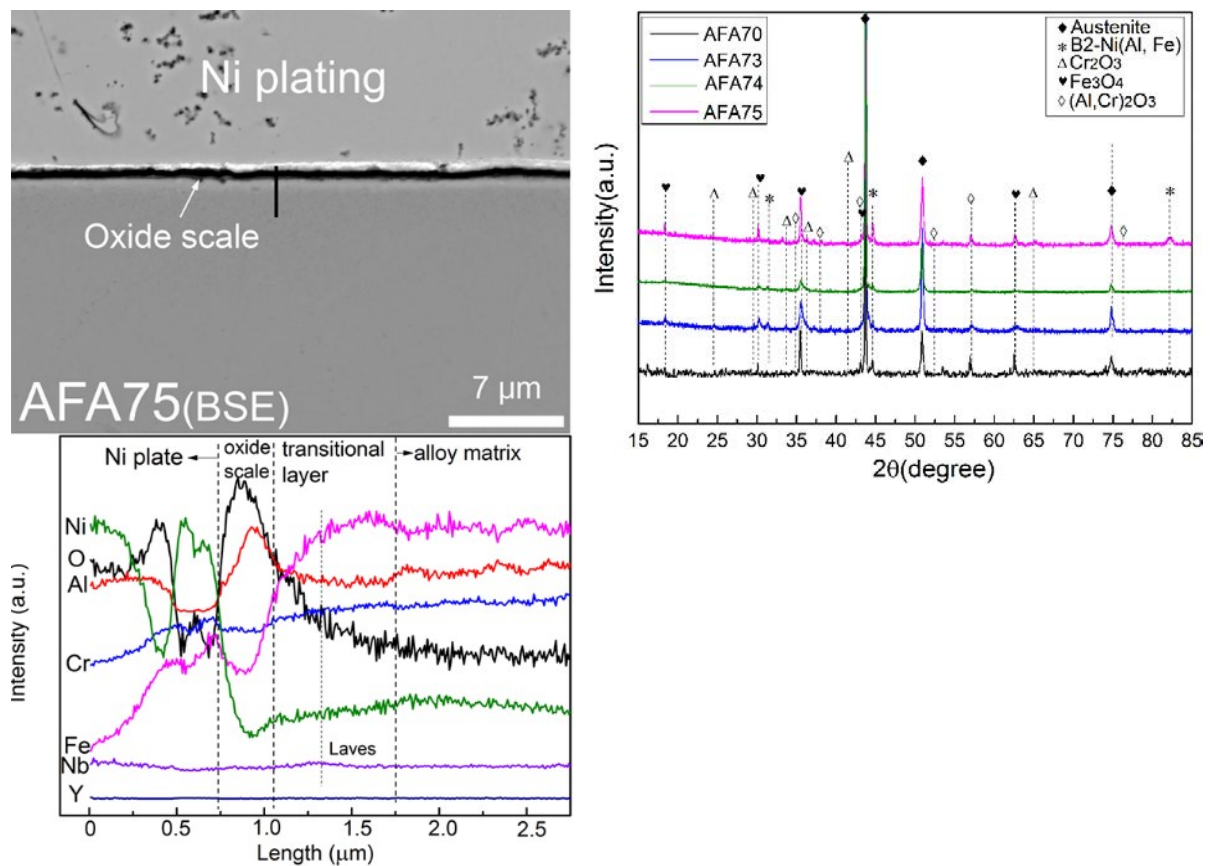 Ni plating
Oxide scale
AFA75(BSE)
7 μm
AFA70
AFA73
AFA74
AFA75
♦ Austenite
* B2-Ni(Al, Fe)
Δ Cr₂O₃
♥ Fe₃O₄
◊ (Al,Cr)₂O₃
Intensity(a.u.)
15 20 25 30 35 40 45 50 55 60 65 70 75 80 85
2θ(degree)
Ni plate
oxide scale
transitional layer
alloy matrix
Ni
O
Al
Cr
Fe
Nb
Y
Laves
Intensity (a.u.)
0 0.5 1.0 1.5 2.0 2.5
Length (μm)